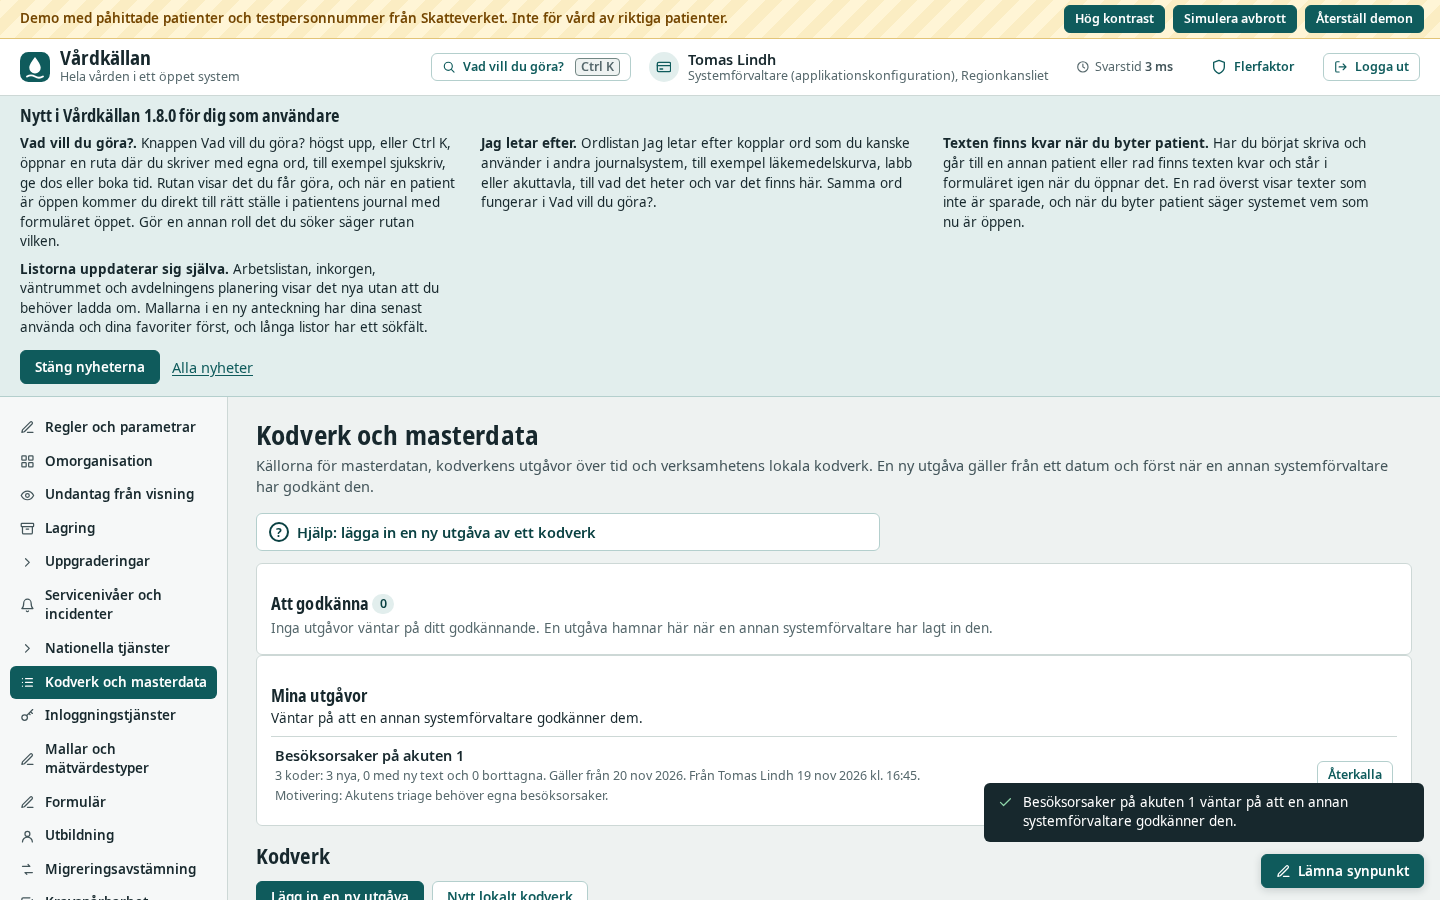 Demo med påhittade patienter och testpersonnummer från Skatteverket. Inte för vård av riktiga patienter.
Hög kontrast
Simulera avbrott
Återställ demon
Vårdkällan
Hela vården i ett öppet system
Vad vill du göra? Ctrl K
Tomas Lindh
Systemförvaltare (applikationskonfiguration), Regionkansliet
Svarstid 3 ms
Flerfaktor
Logga ut
Nytt i Vårdkällan 1.8.0 för dig som användare
Vad vill du göra?. Knappen Vad vill du göra? högst upp, eller Ctrl K,
öppnar en ruta där du skriver med egna ord, till exempel sjukskriv,
ge dos eller boka tid. Rutan visar det du får göra, och när en patient
är öppen kommer du direkt till rätt ställe i patientens journal med
formuläret öppet. Gör en annan roll det du söker säger rutan
vilken.
Jag letar efter. Ordlistan Jag letar efter kopplar ord som du kanske
använder i andra journalsystem, till exempel läkemedelskurva, labb
eller akuttavla, till vad det heter och var det finns här. Samma ord
fungerar i Vad vill du göra?.
Texten finns kvar när du byter patient. Har du börjat skriva och
går till en annan patient eller rad finns texten kvar och står i
formuläret igen när du öppnar det. En rad överst visar texter som
inte är sparade, och när du byter patient säger systemet vem som
nu är öppen.
Listorna uppdaterar sig själva. Arbetslistan, inkorgen,
väntrummet och avdelningens planering visar det nya utan att du
behöver ladda om. Mallarna i en ny anteckning har dina senast
använda och dina favoriter först, och långa listor har ett sökfält.
Stäng nyheterna
Alla nyheter
Regler och parametrar
Omorganisation
Undantag från visning
Lagring
Uppgraderingar
Servicenivåer och
incidenter
Nationella tjänster
Kodverk och masterdata
Inloggningstjänster
Mallar och
mätvärdestyper
Formulär
Utbildning
Migreringsavstämning
Kodverk och masterdata
Källorna för masterdatan, kodverkens utgåvor över tid och verksamhetens lokala kodverk. En ny utgåva gäller från ett datum och först när en annan systemförvaltare
har godkänt den.
? Hjälp: lägga in en ny utgåva av ett kodverk
Att godkänna 0
Inga utgåvor väntar på ditt godkännande. En utgåva hamnar här när en annan systemförvaltare har lagt in den.
Mina utgåvor
Väntar på att en annan systemförvaltare godkänner dem.
Besöksorsaker på akuten 1
3 koder: 3 nya, 0 med ny text och 0 borttagna. Gäller från 20 nov 2026. Från Tomas Lindh 19 nov 2026 kl. 16:45.
Motivering: Akutens triage behöver egna besöksorsaker.
Återkalla
Besöksorsaker på akuten 1 väntar på att en annan
systemförvaltare godkänner den.
Kodverk
Lägg in en ny utgåva
Nytt lokalt kodverk
Lämna synpunkt